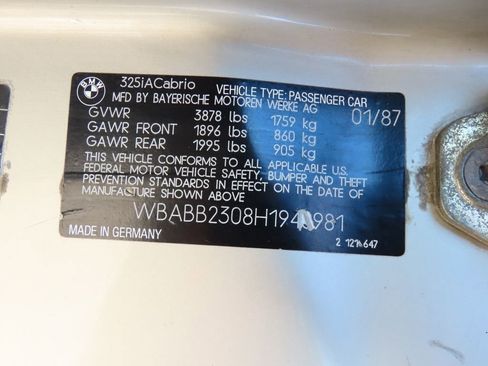 BMW
325iACabrio VEHICLE TYPE: PASSENGER CAR
MFD BY BAYERISCHE MOTOREN WERKE AG 01/87
GVWR 3878 lbs 1759 kg
GAWR FRONT 1896 lbs 860 kg
GAWR REAR 1995 lbs 905 kg
THIS VEHICLE CONFORMS TO ALL APPLICABLE U.S.
FEDERAL MOTOR VEHICLE SAFETY, BUMPER AND THEFT
PREVENTION STANDARDS IN EFFECT ON THE DATE OF
MANUFACTURE SHOWN ABOVE
MADE IN GERMANY